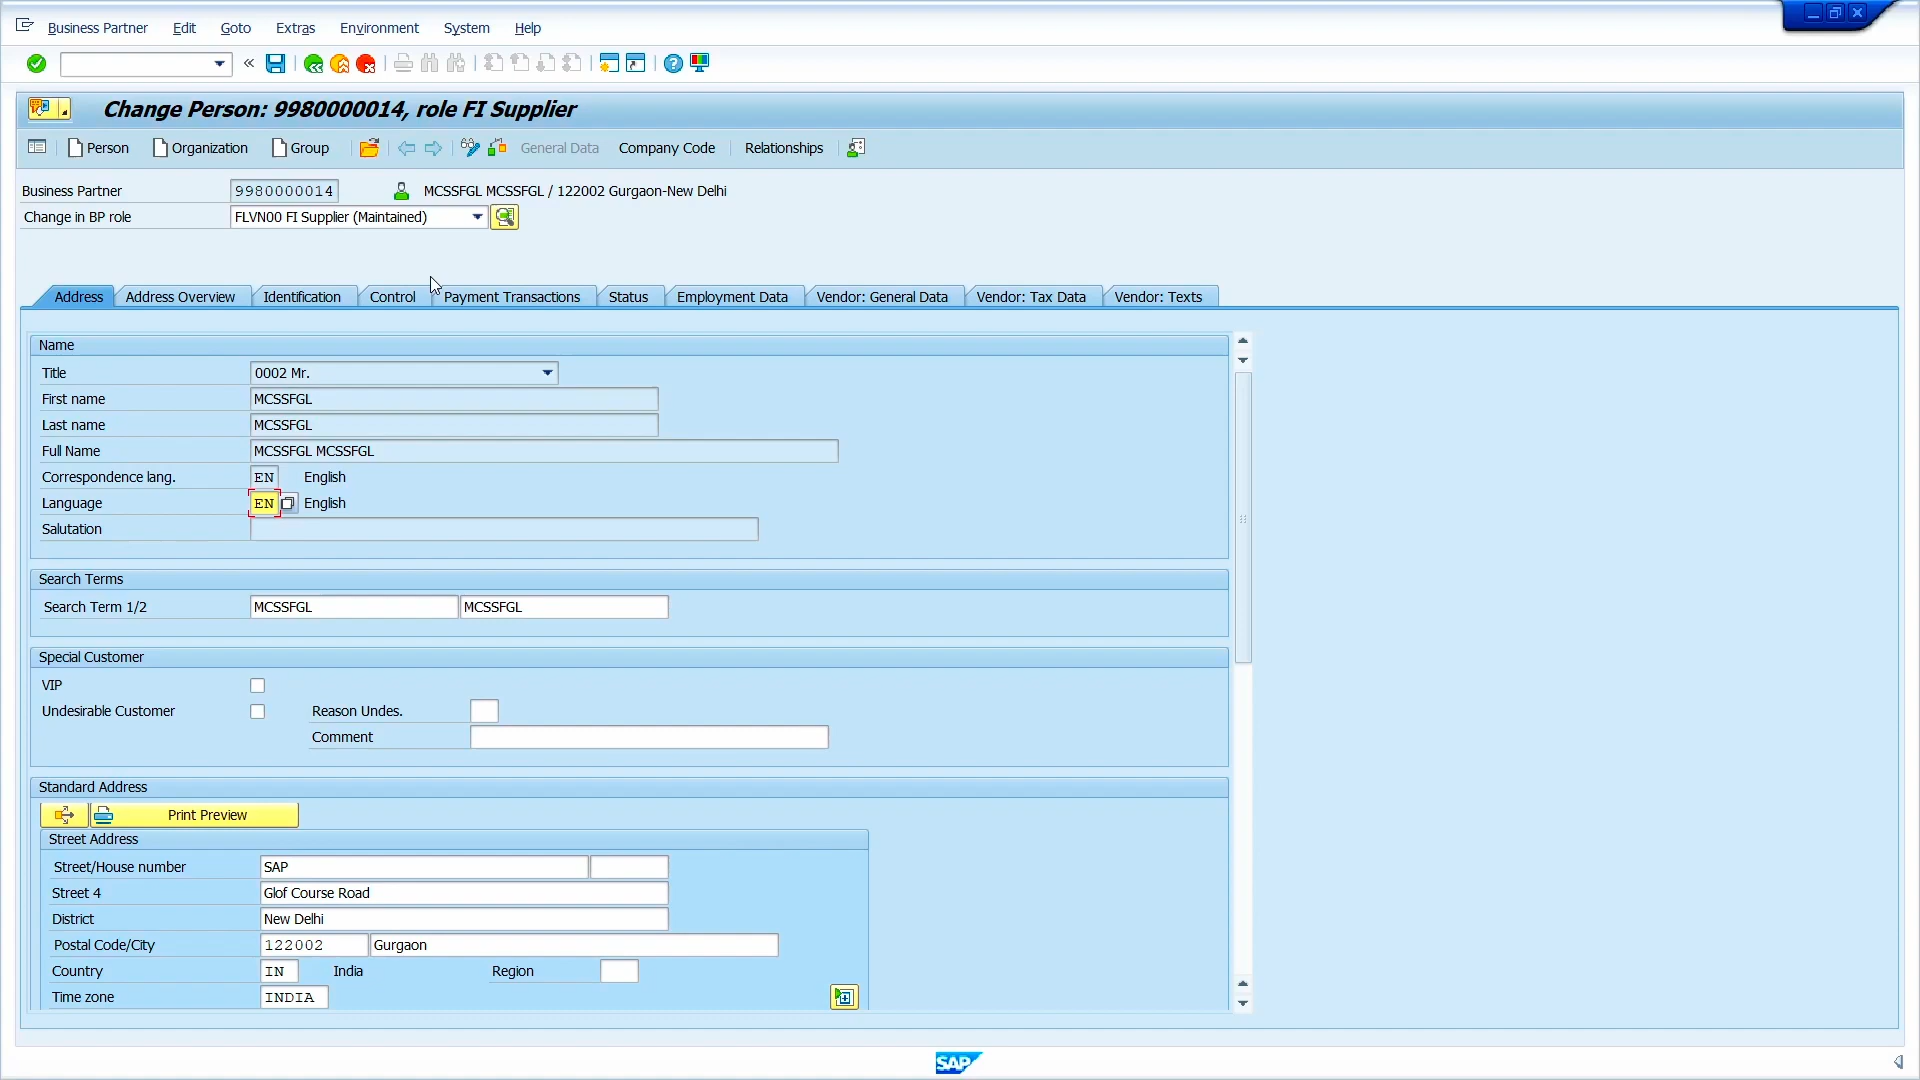 Business Partner Edit Goto Extras Environment System Help
Change Person: 9980000014, role FI Supplier
Person Organization Group General Data Company Code Relationships
Business Partner 9980000014 MCSSFGL MCSSFGL / 122002 Gurgaon-New Delhi
Change in BP role FLVN00 FI Supplier (Maintained)
Address Address Overview Identification Control Payment Transactions Status Employment Data Vendor: General Data Vendor: Tax Data Vendor: Texts
Name
Title 0002 Mr.
First name MCSSFGL
Last name MCSSFGL
Full Name MCSSFGL MCSSFGL
Correspondence lang. EN English
Language EN English
Salutation
Search Terms
Search Term 1/2 MCSSFGL MCSSFGL
Special Customer
VIP
Undesirable Customer Reason Undes.
Comment
Standard Address
Print Preview
Street Address
Street/House number SAP
Street 4 Glof Course Road
District New Delhi
Postal Code/City 122002 Gurgaon
Country IN India Region
Time zone INDIA
SAP